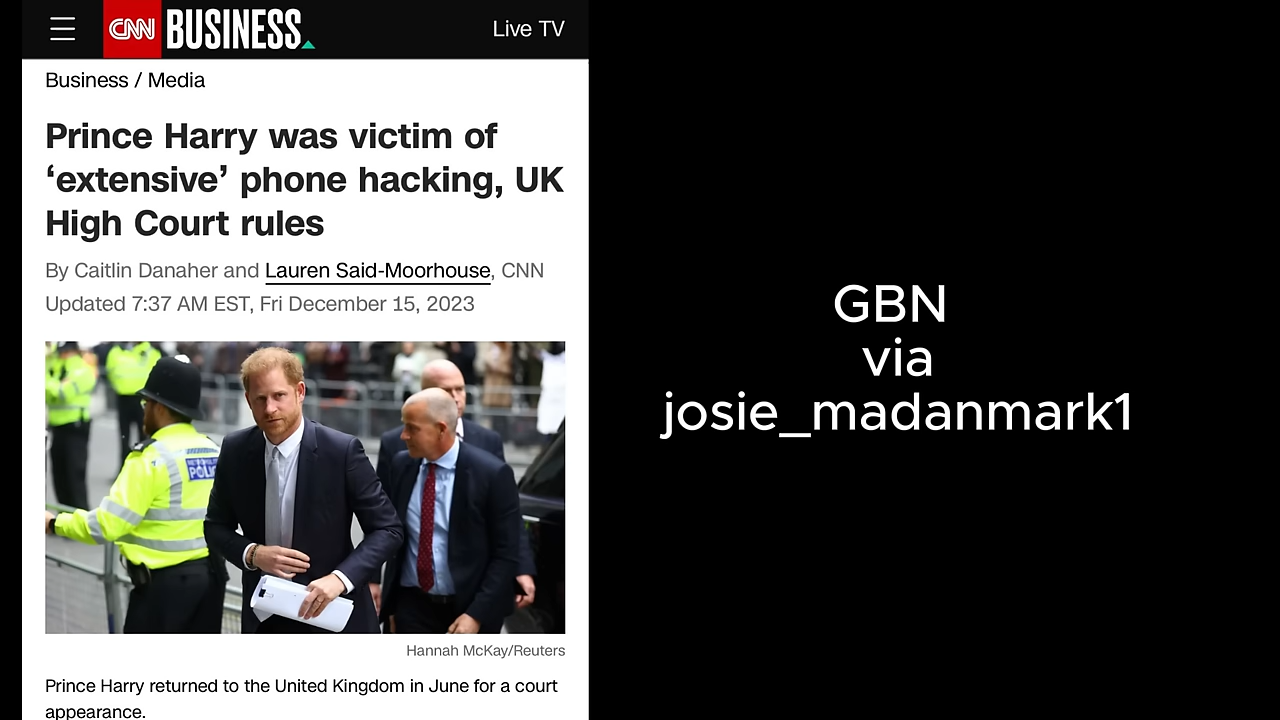 CNN BUSINESS
Live TV
Business / Media
Prince Harry was victim of
‘extensive’ phone hacking, UK
High Court rules
By Caitlin Danaher and Lauren Said-Moorhouse, CNN
Updated 7:37 AM EST, Fri December 15, 2023
METROPOLITAN
POLICE
Hannah McKay/Reuters
Prince Harry returned to the United Kingdom in June for a court
appearance.
GBN
via
josie_madanmark1